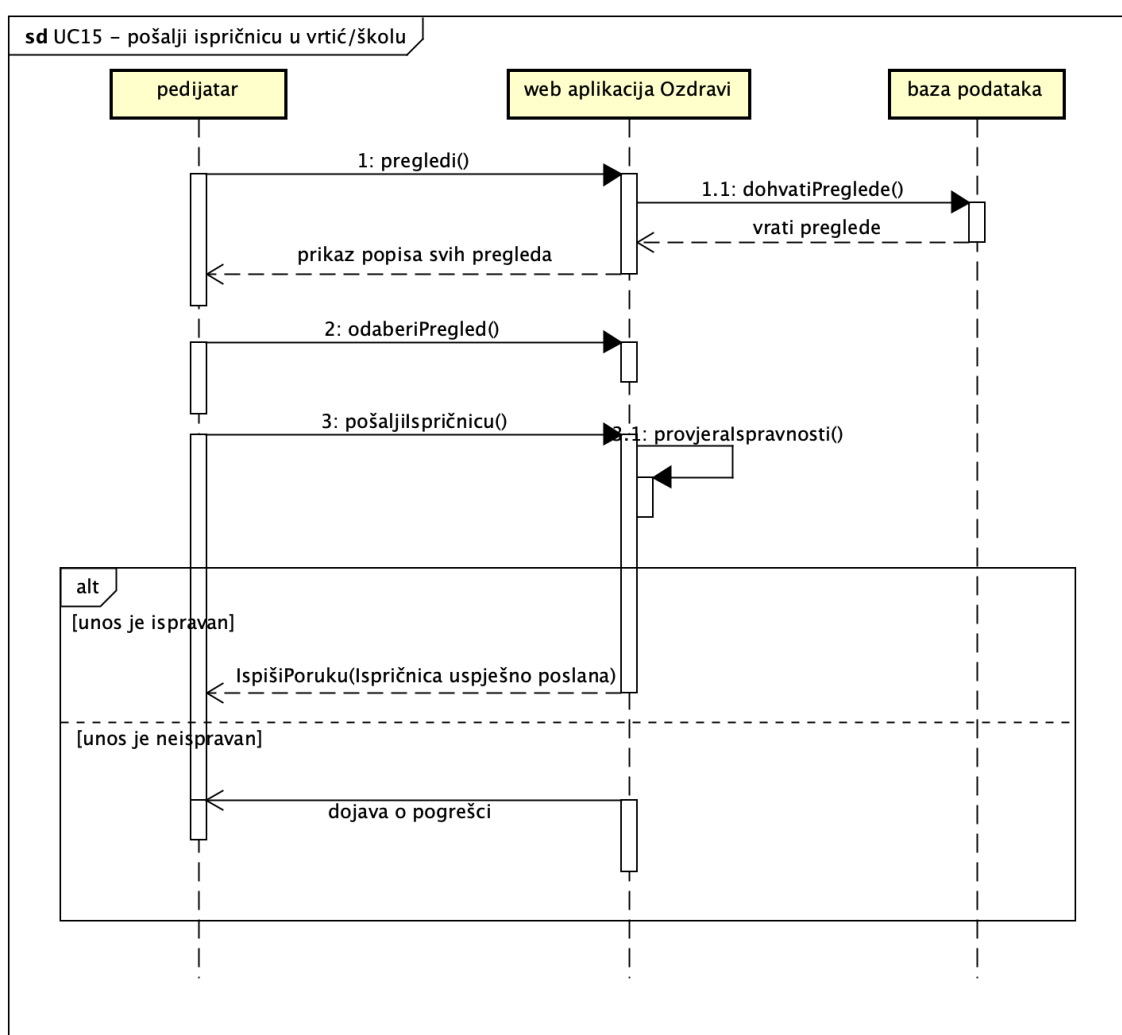 sd UC15 – pošalji ispričnicu u vrtić/školu
pedijatar
web aplikacija Ozdravi
baza podataka
1: pregledi()
1.1: dohvatiPreglede()
vrati preglede
prikaz popisa svih pregleda
2: odaberiPregled()
3: pošaljiIspričnicu()
3.1: provjeraIspravnosti()
alt
[unos je ispravan]
IspišiPoruku(Ispričnica uspješno poslana)
[unos je neispravan]
dojava o pogrešci